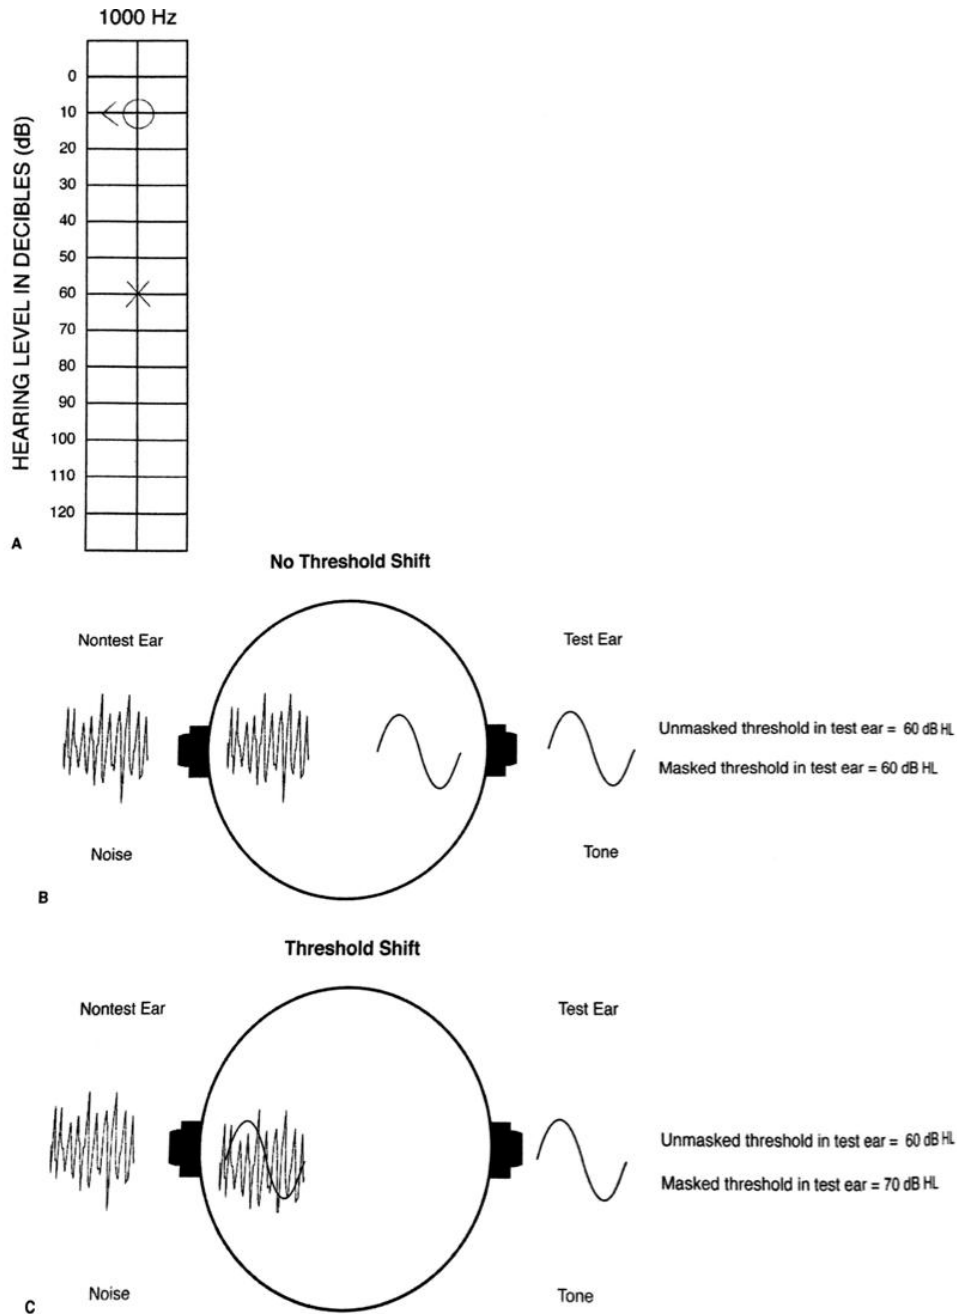 1000 Hz
HEARING LEVEL IN DECIBLES (dB)
0
10
20
30
40
50
60
70
80
90
100
110
120
A
No Threshold Shift
Nontest Ear
Test Ear
Unmasked threshold in test ear = 60 dB HL
Masked threshold in test ear = 60 dB HL
Noise
Tone
B
Threshold Shift
Nontest Ear
Test Ear
Unmasked threshold in test ear = 60 dB HL
Masked threshold in test ear = 70 dB HL
Noise
Tone
C